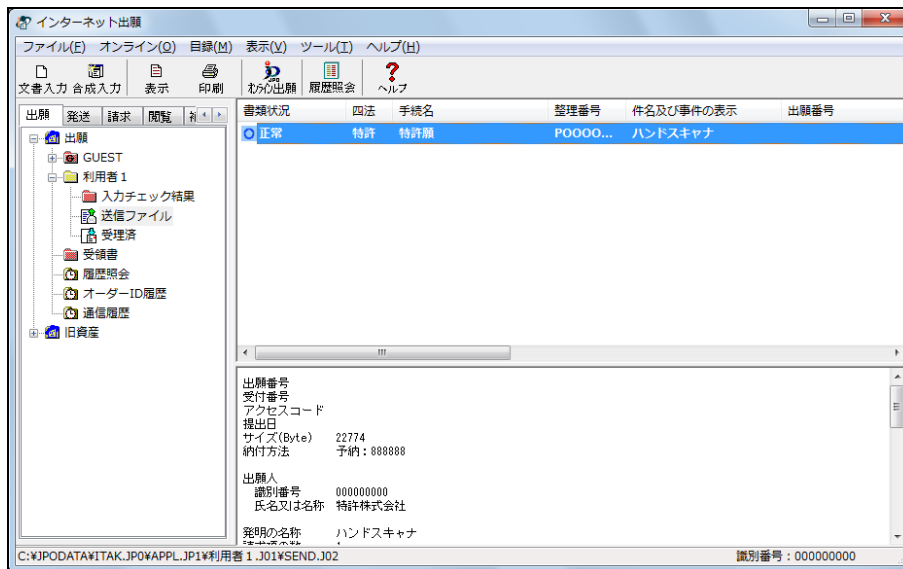 インターネット出願
ファイル(F) オンライン(O) 目録(M) 表示(V) ツール(T) ヘルプ(H)
文書入力 合成入力 表示 印刷 オンライン出願 履歴照会 ヘルプ
出願 発送 請求 閲覧
書類状況 四法 手続名 整理番号 件名及び事件の表示 出願番号
正常 特許 特許願 POOOO... ハンドスキャナ
出願
GUEST
利用者1
入力チェック結果
送信ファイル
受理済
受領書
履歴照会
オーダーID履歴
通信履歴
旧資産
出願番号
受付番号
アクセスコード
提出日
サイズ(Byte) 22774
納付方法 予納:888888
出願人
識別番号 000000000
氏名又は名称 特許株式会社
発明の名称 ハンドスキャナ
C:¥JPODATA¥ITAK.JP0¥APPL.JP1¥利用者1.J01¥SEND.J02 識別番号:000000000